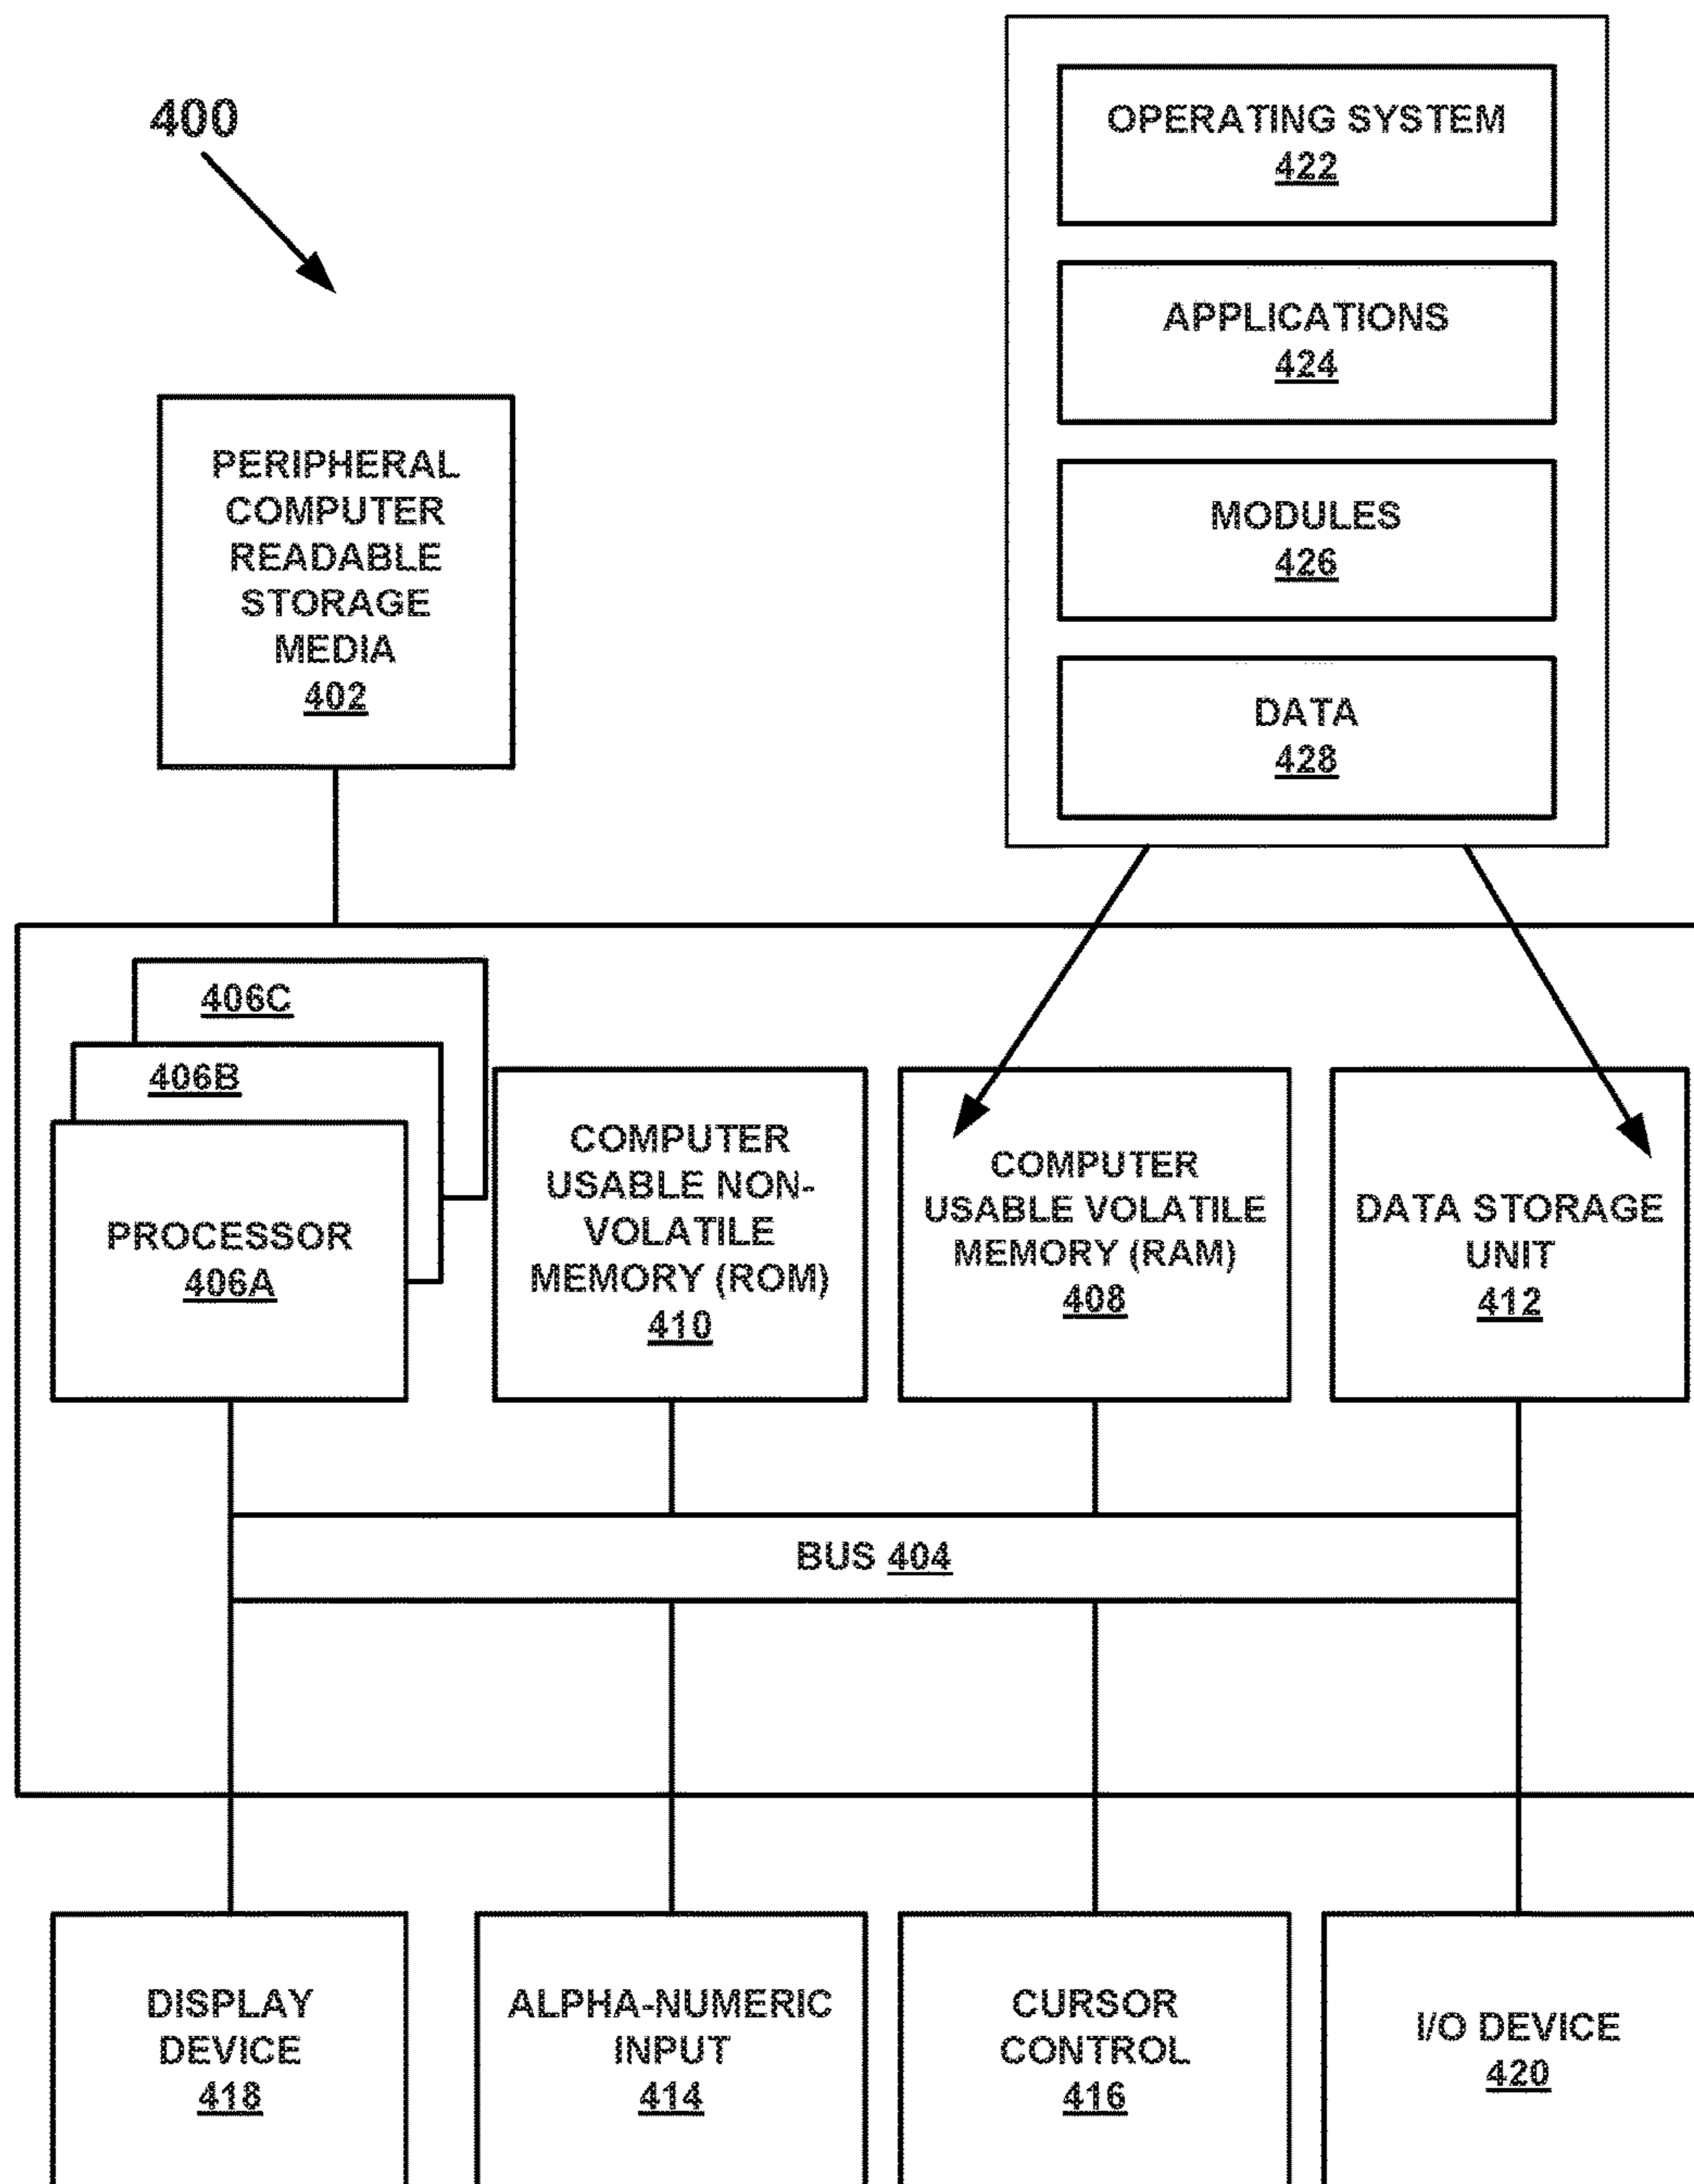 400
OPERATING SYSTEM
422
APPLICATIONS
424
MODULES
426
DATA
428
PERIPHERAL
COMPUTER
READABLE
STORAGE
MEDIA
402
406C
406B
PROCESSOR
406A
COMPUTER
USABLE NON-
VOLATILE
MEMORY (ROM)
410
COMPUTER
USABLE VOLATILE
MEMORY (RAM)
408
DATA STORAGE
UNIT
412
BUS 404
DISPLAY
DEVICE
418
ALPHA-NUMERIC
INPUT
414
CURSOR
CONTROL
416
I/O DEVICE
420